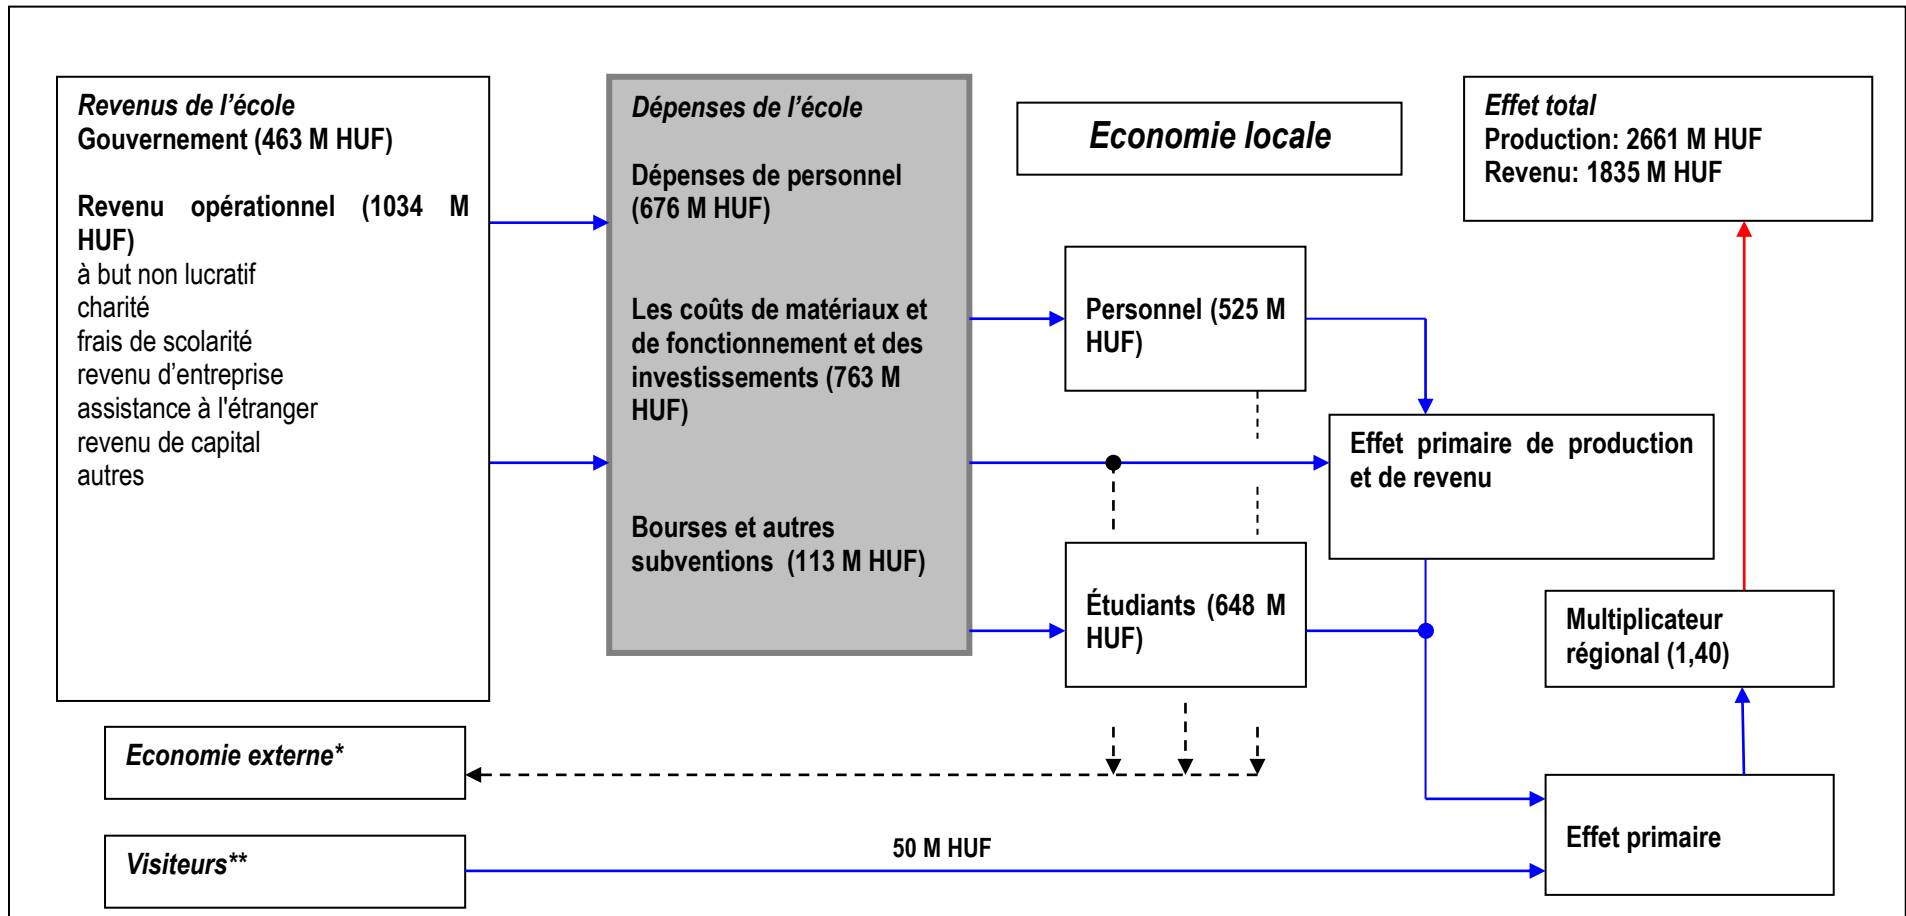 Revenus de l'école
Gouvernement (463 M HUF)
Revenu opérationnel (1034 M
HUF)
à but non lucratif
charité
frais de scolarité
revenu d'entreprise
assistance à l'étranger
revenu de capital
autres
Dépenses de l'école
Dépenses de personnel
(676 M HUF)
Les coûts de matériaux et
de fonctionnement et des
investissements (763 M
HUF)
Bourses et autres
subventions (113 M HUF)
Economie locale
Personnel (525 M
HUF)
Étudiants (648 M
HUF)
Effet total
Production: 2661 M HUF
Revenu: 1835 M HUF
Effet primaire de production
et de revenu
Multiplicateur
régional (1,40)
Economie externe*
Visiteurs**
50 M HUF
Effet primaire